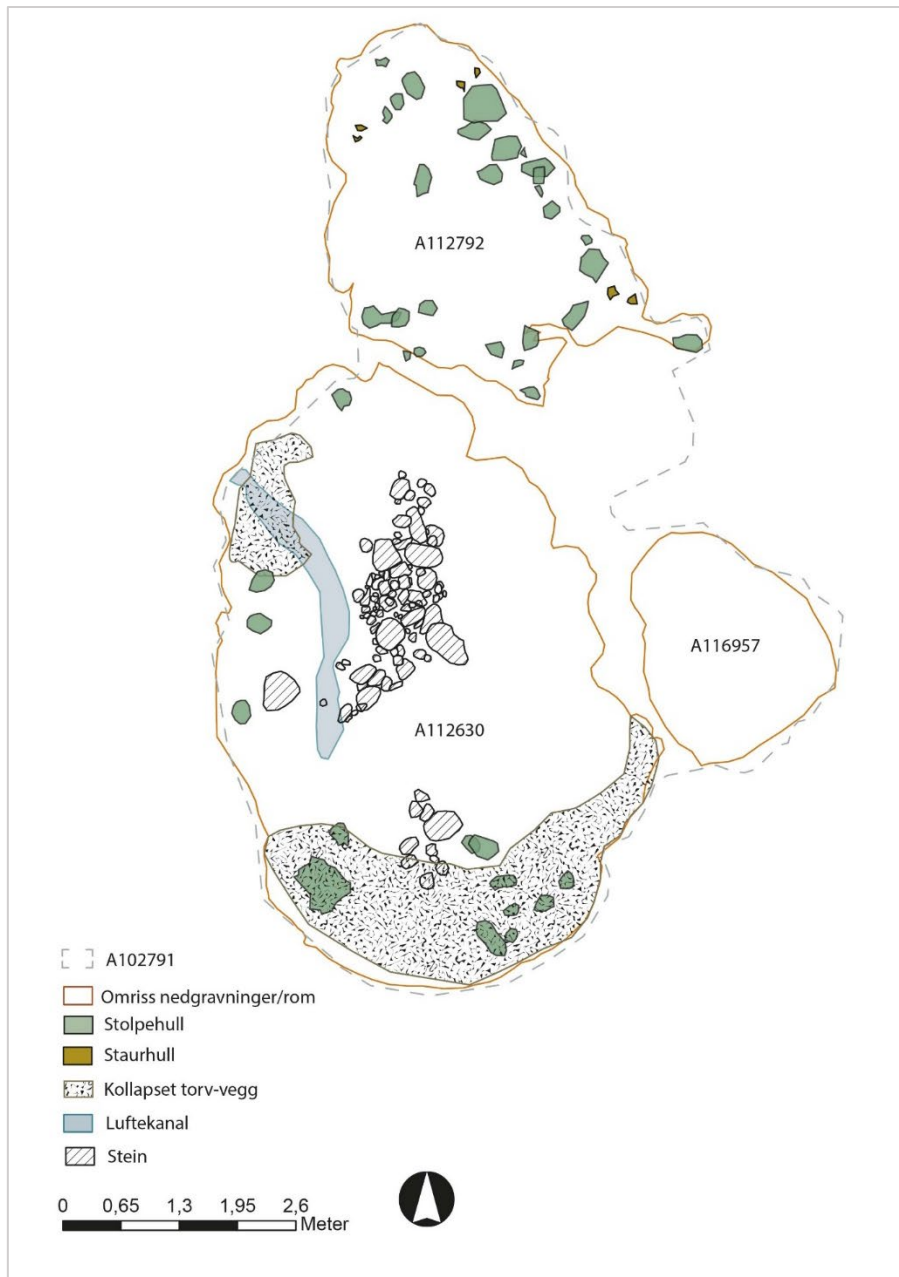 A112792
A116957
A112630
A102791
Omriss nedgravninger/rom
Stolpehull
Staurhull
Kollapset torv-vegg
Luftekanal
Stein
0 0,65 1,3 1,95 2,6
Meter